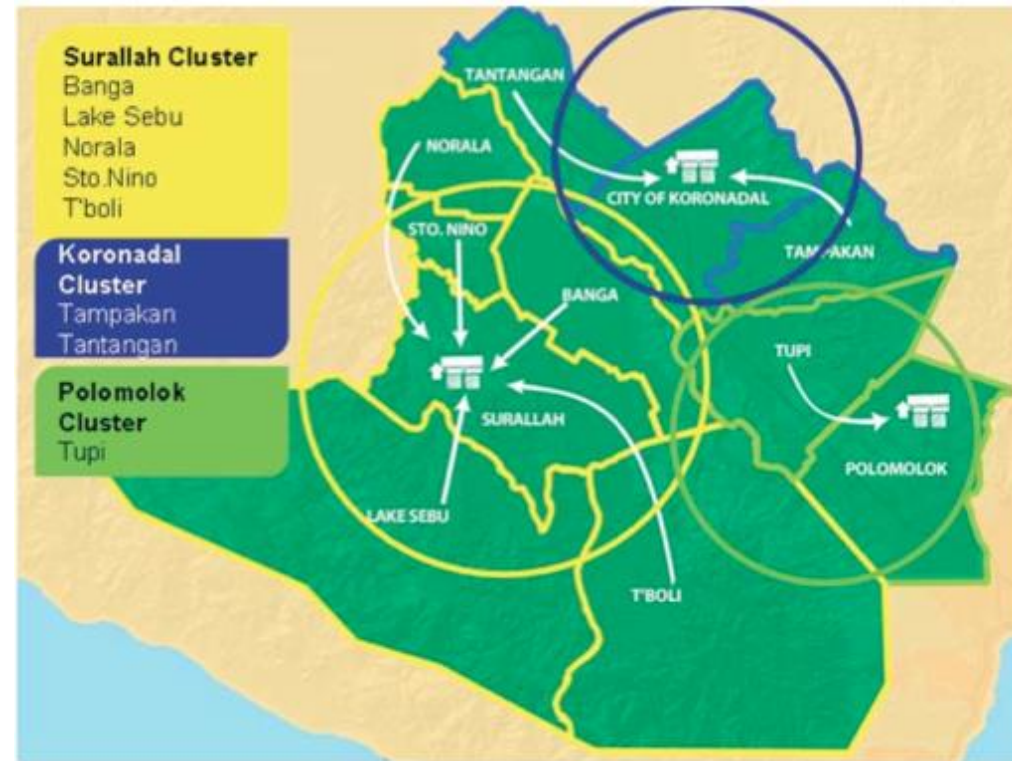 Surallah Cluster
Banga
Lake Sebu
Norala
Sto.Nino
T'boli
Koronadal
Cluster
Tampakan
Tantangan
Polomolok
Cluster
Tupi
TANTANGAN
NORALA
CITY OF KORONADAL
STO. NINO
TAMPAKAN
BANGA
TUPI
SURALLAH
POLOMOLOK
LAKE SEBU
T'BOLI